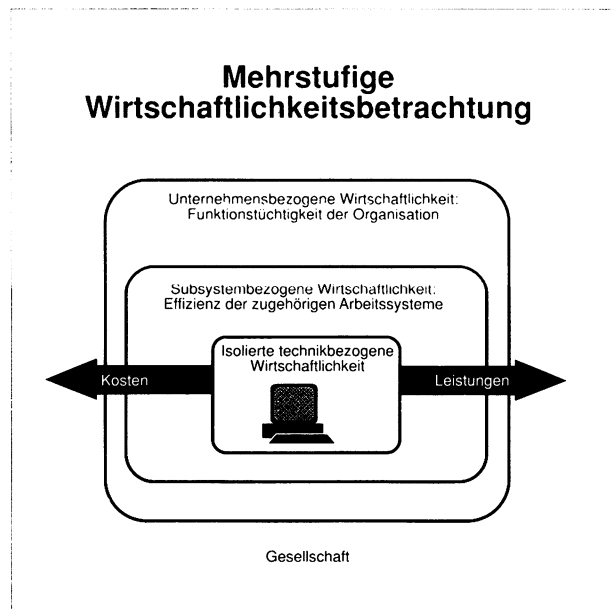 Mehrstufige
Wirtschaftlichkeitsbetrachtung
Unternehmensbezogene Wirtschaftlichkeit:
Funktionstüchtigkeit der Organisation
Subsystembezogene Wirtschaftlichkeit:
Effizienz der zugehörigen Arbeitssysteme
Isolierte technikbezogene
Wirtschaftlichkeit
Kosten
Leistungen
Gesellschaft